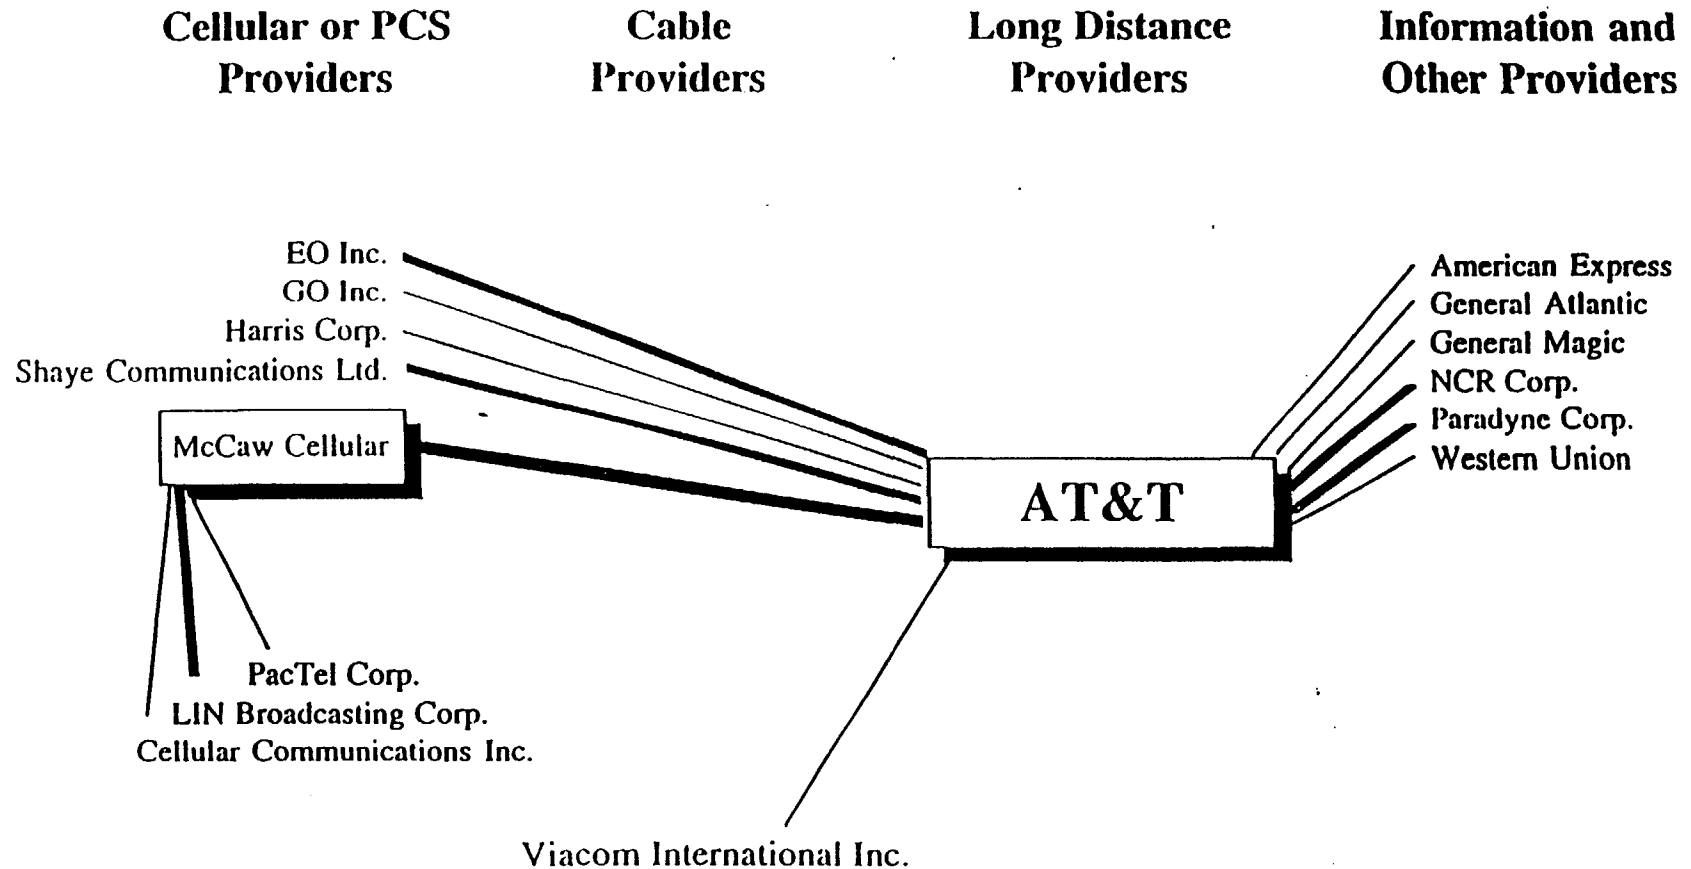 Cellular or PCS
Providers
Cable
Providers
Long Distance
Providers
Information and
Other Providers
EO Inc.
GO Inc.
Harris Corp.
Shaye Communications Ltd.
McCaw Cellular
AT&T
American Express
General Atlantic
General Magic
NCR Corp.
Paradyne Corp.
Western Union
PacTel Corp.
LIN Broadcasting Corp.
Cellular Communications Inc.
Viacom International Inc.